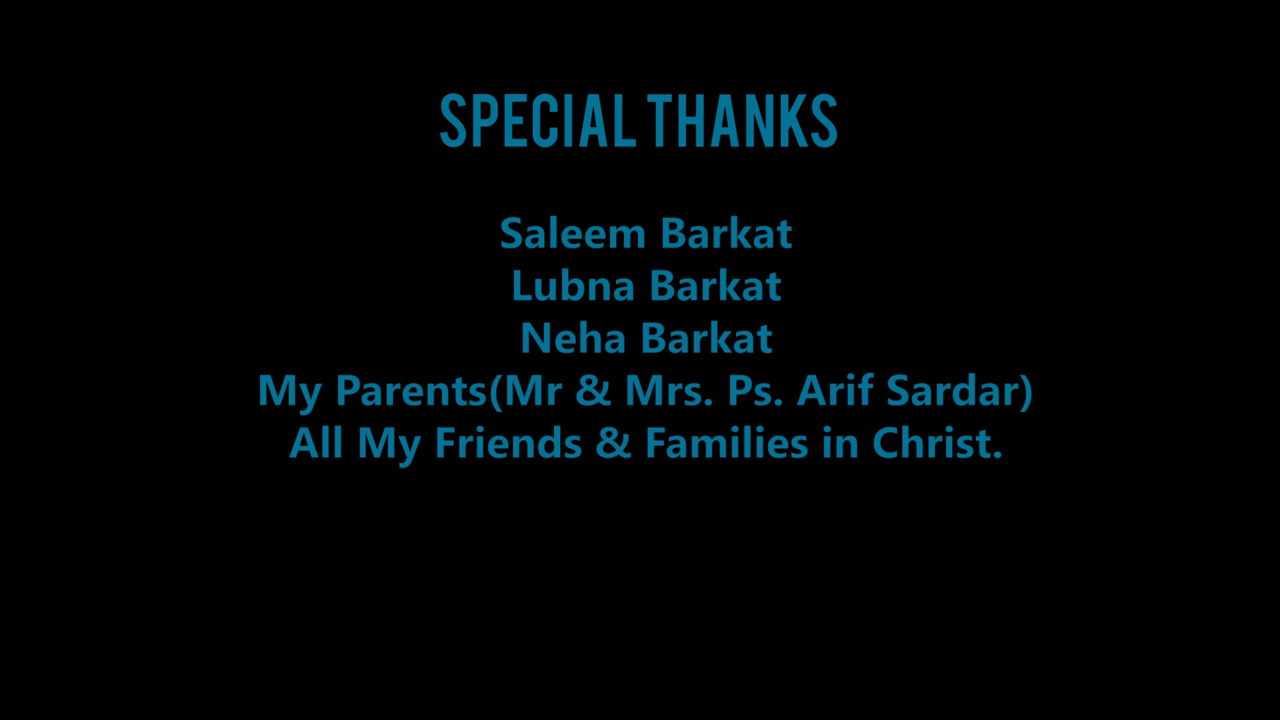 SPECIAL THANKS
Saleem Barkat
Lubna Barkat
Neha Barkat
My Parents(Mr & Mrs. Ps. Arif Sardar)
All My Friends & Families in Christ.